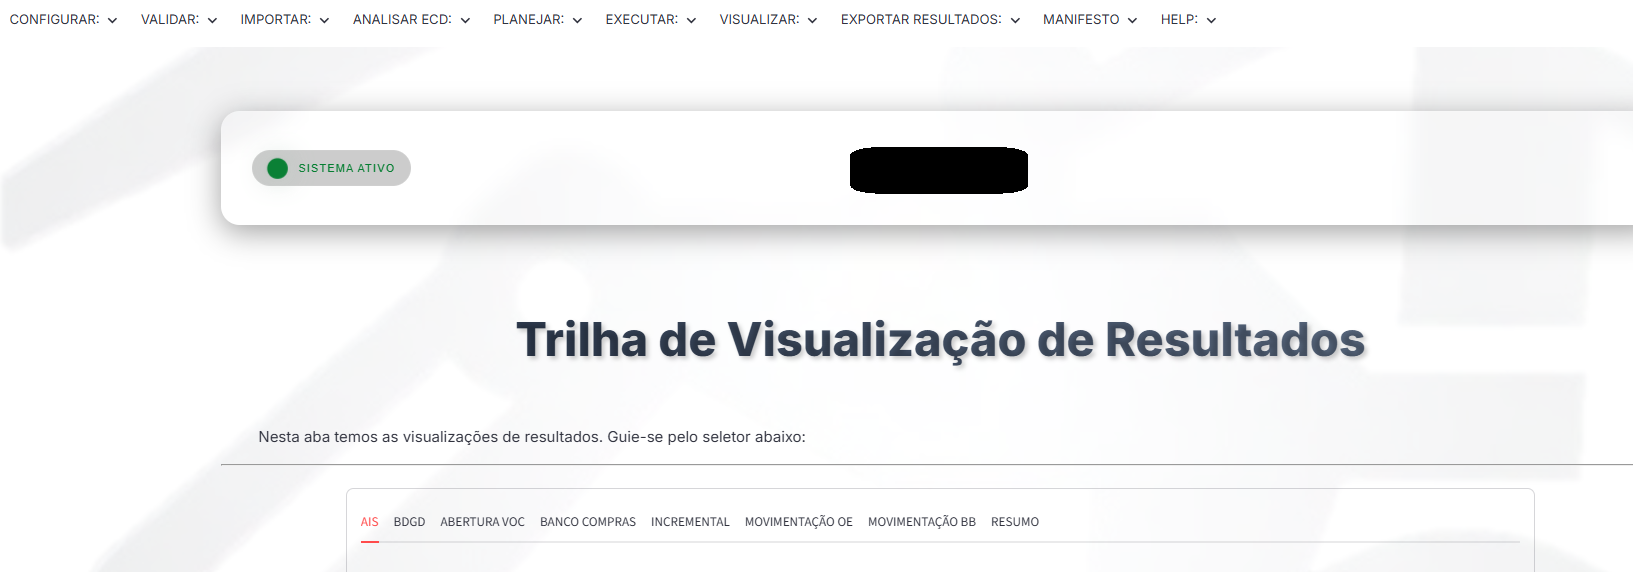 CONFIGURAR: VALIDAR: IMPORTAR: ANALISAR ECD: PLANEJAR: EXECUTAR: VISUALIZAR: EXPORTAR RESULTADOS: MANIFESTO HELP:
SISTEMA ATIVO
Trilha de Visualização de Resultados
Nesta aba temos as visualizações de resultados. Guie-se pelo seletor abaixo:
AIS BDGD ABERTURA VOC BANCO COMPRAS INCREMENTAL MOVIMENTAÇÃO OE MOVIMENTAÇÃO BB RESUMO